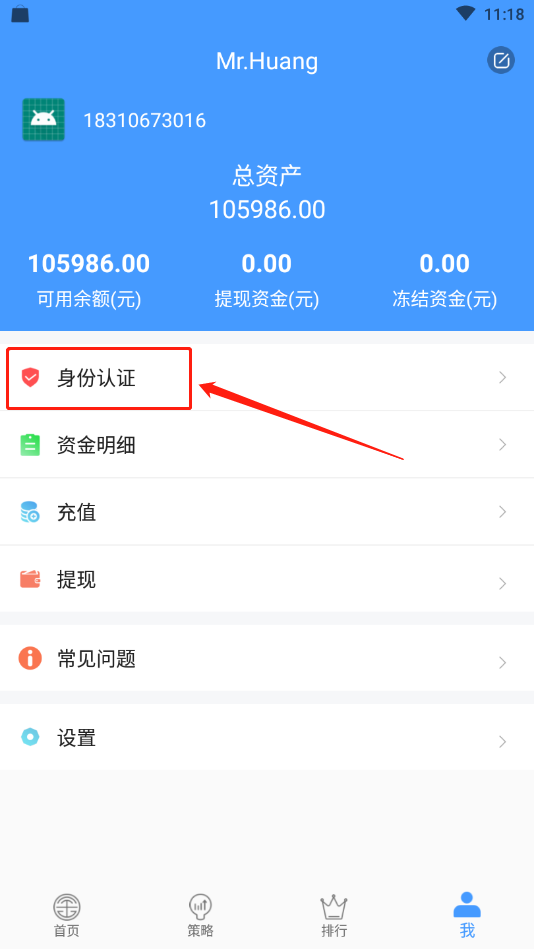 11:18
Mr.Huang
18310673016
总资产
105986.00
105986.00 0.00 0.00
可用余额(元) 提现资金(元) 冻结资金(元)
身份认证
资金明细
充值
提现
常见问题
设置
首页 策略 排行 我